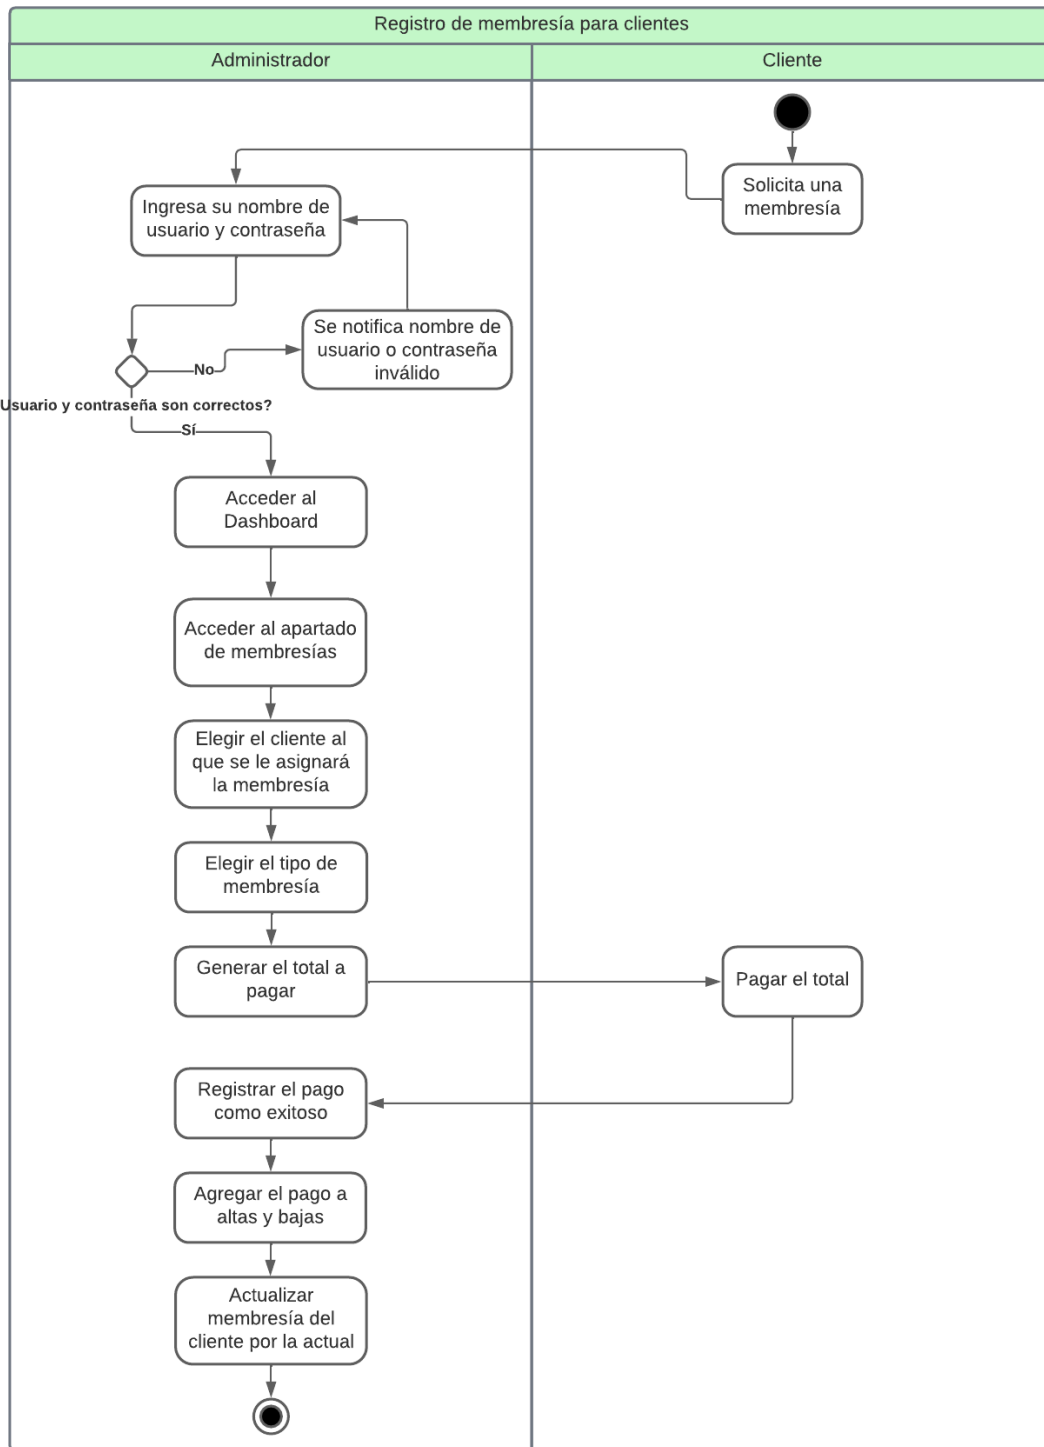 Registro de membresía para clientes
Administrador
Cliente
Solicita una
membresía
Ingresa su nombre de
usuario y contraseña
Se notifica nombre de
usuario o contraseña
inválido
No
Usuario y contraseña son correctos?
Sí
Acceder al
Dashboard
Acceder al apartado
de membresías
Elegir el cliente al
que se le asignará
la membresía
Elegir el tipo de
membresía
Generar el total a
pagar
Pagar el total
Registrar el pago
como exitoso
Agregar el pago a
altas y bajas
Actualizar
membresía del
cliente por la actual